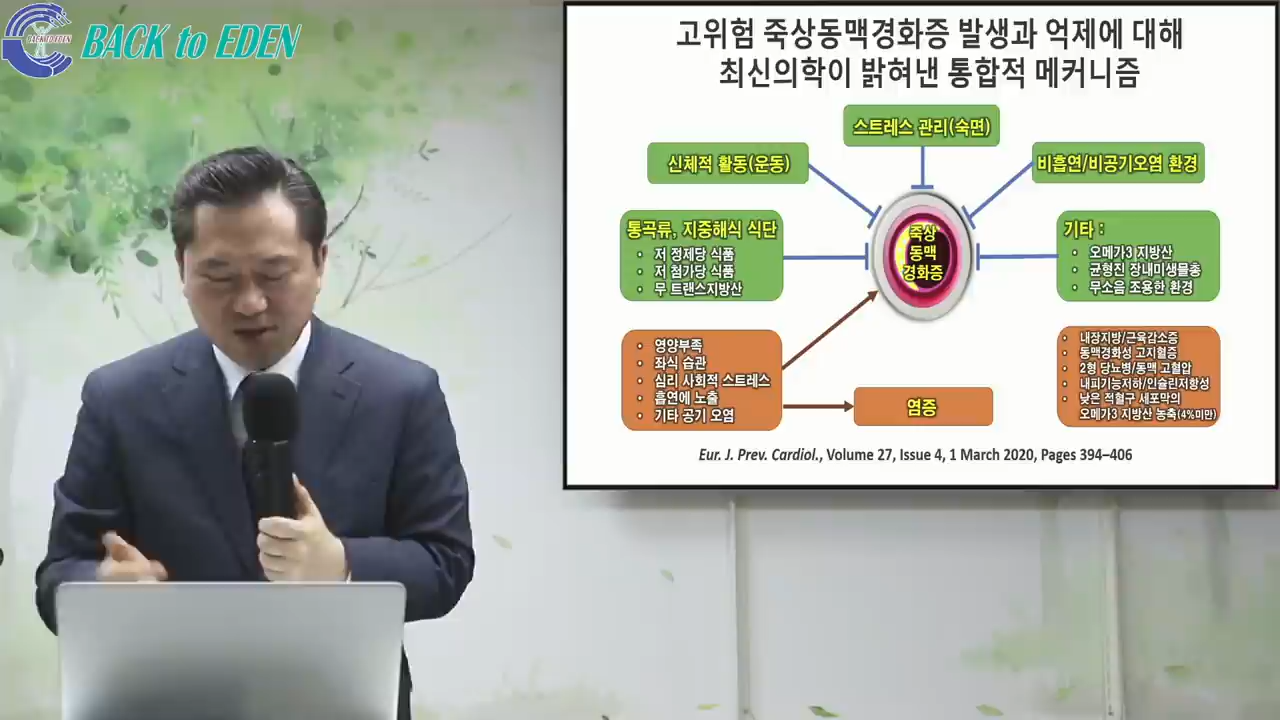 BACK to EDEN
BACK TO EDEN
고위험 죽상동맥경화증 발생과 억제에 대해
최신의학이 밝혀낸 통합적 메커니즘
스트레스 관리(숙면)
신체적 활동(운동)
비흡연/비공기오염 환경
통곡류, 지중해식 식단
• 저 정제당 식품
• 저 첨가당 식품
• 무 트랜스지방산
죽상
동맥
경화증
기타 :
• 오메가3 지방산
• 균형진 장내미생물총
• 무소음 조용한 환경
• 영양부족
• 좌식 습관
• 심리 사회적 스트레스
• 흡연에 노출
• 기타 공기 오염
염증
• 내장지방/근육감소증
• 동맥경화성 고지혈증
• 2형 당뇨병/동맥 고혈압
• 내피기능저하/인슐린저항성
• 낮은 적혈구 세포막의
오메가3 지방산 농축(4%미만)
Eur. J. Prev. Cardiol., Volume 27, Issue 4, 1 March 2020, Pages 394–406